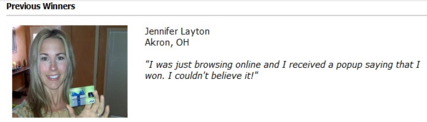 Previous Winners
Jennifer Layton
Akron, OH
"I was just browsing online and I received a popup saying that I
won. I couldn't believe it!"